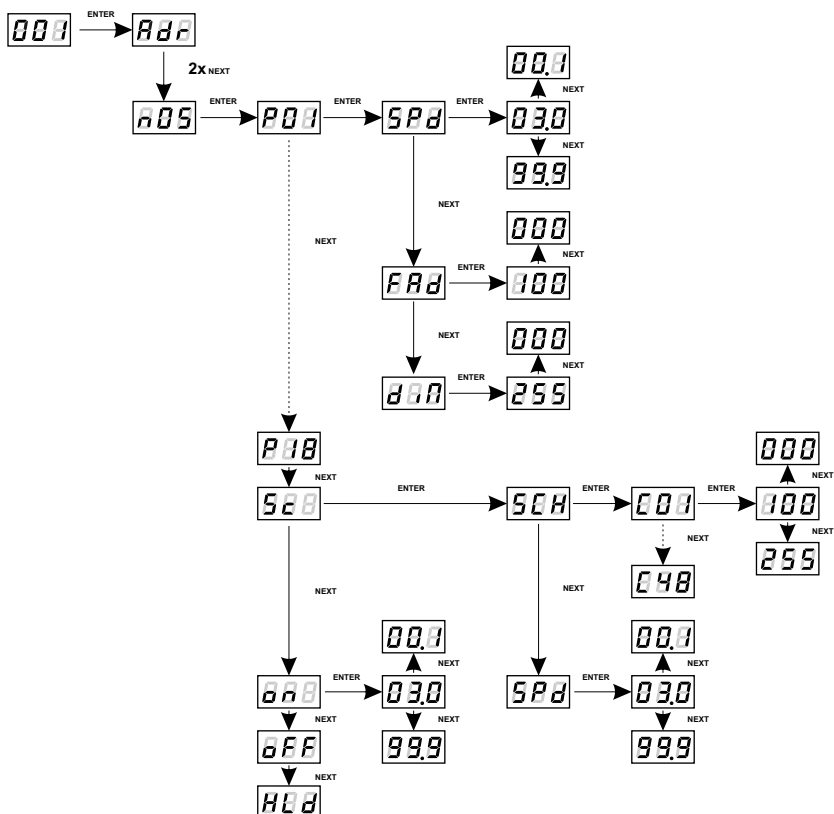 001 ENTER Adr
2x NEXT
n05 ENTER P01 ENTER SPd ENTER 03.0
00.1
NEXT
NEXT
99.9
NEXT
NEXT
000
FAd ENTER 100
NEXT
NEXT
000
diM ENTER 255
NEXT
P18
NEXT
Sc ENTER SCH ENTER C01 ENTER 100
000
NEXT
NEXT
255
NEXT
C48
NEXT
NEXT
00.1
NEXT
on ENTER 03.0
NEXT
99.9
00.1
NEXT
SPd ENTER 03.0
NEXT
99.9
NEXT
oFF
NEXT
HLd